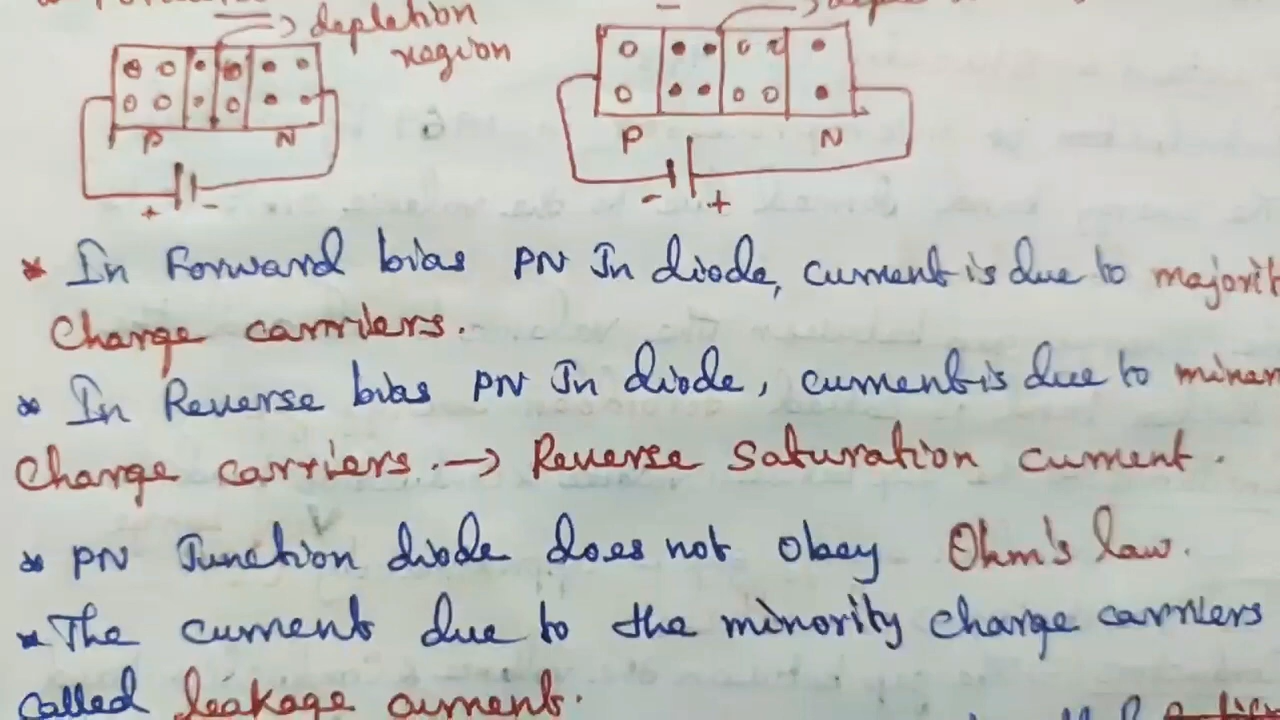 depletion
region
P N
+ -
-
P N
- +
* In Forward bias PN Jn diode, current is due to majorit
Charge carriers.
* In Reverse bias PN Jn diode, current is due to minor
Charge carriers. → Reverse saturation current.
* PN Junction diode does not obey Ohm's law.
* The current due to the minority charge carriers
called leakage current.